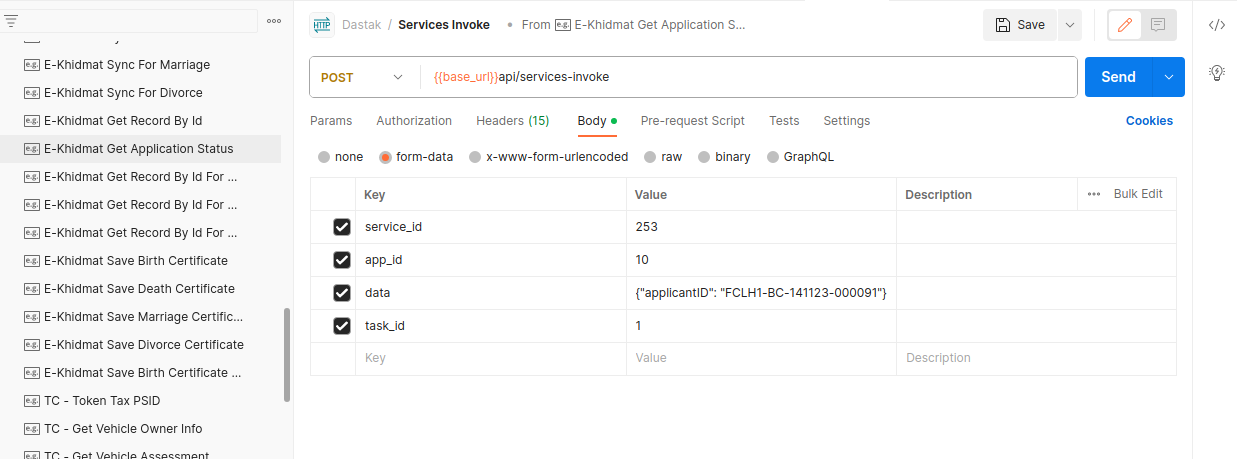 E-Khidmat Sync For Marriage
E-Khidmat Sync For Divorce
E-Khidmat Get Record By Id
E-Khidmat Get Application Status
E-Khidmat Get Record By Id For ...
E-Khidmat Get Record By Id For ...
E-Khidmat Get Record By Id For ...
E-Khidmat Save Birth Certificate
E-Khidmat Save Death Certificate
E-Khidmat Save Marriage Certific...
E-Khidmat Save Divorce Certificate
E-Khidmat Save Birth Certificate ...
TC - Token Tax PSID
TC - Get Vehicle Owner Info
TC - Get Vehicle Assessment
HTTP Dastak / Services Invoke • From e.g. E-Khidmat Get Application S...
Save
POST {{base_url}}api/services-invoke
Send
Params Authorization Headers (15) Body Pre-request Script Tests Settings
Cookies
none form-data x-www-form-urlencoded raw binary GraphQL
Key Value Description ••• Bulk Edit
service_id 253
app_id 10
data {"applicantID": "FCLH1-BC-141123-000091"}
task_id 1
Key Value Description